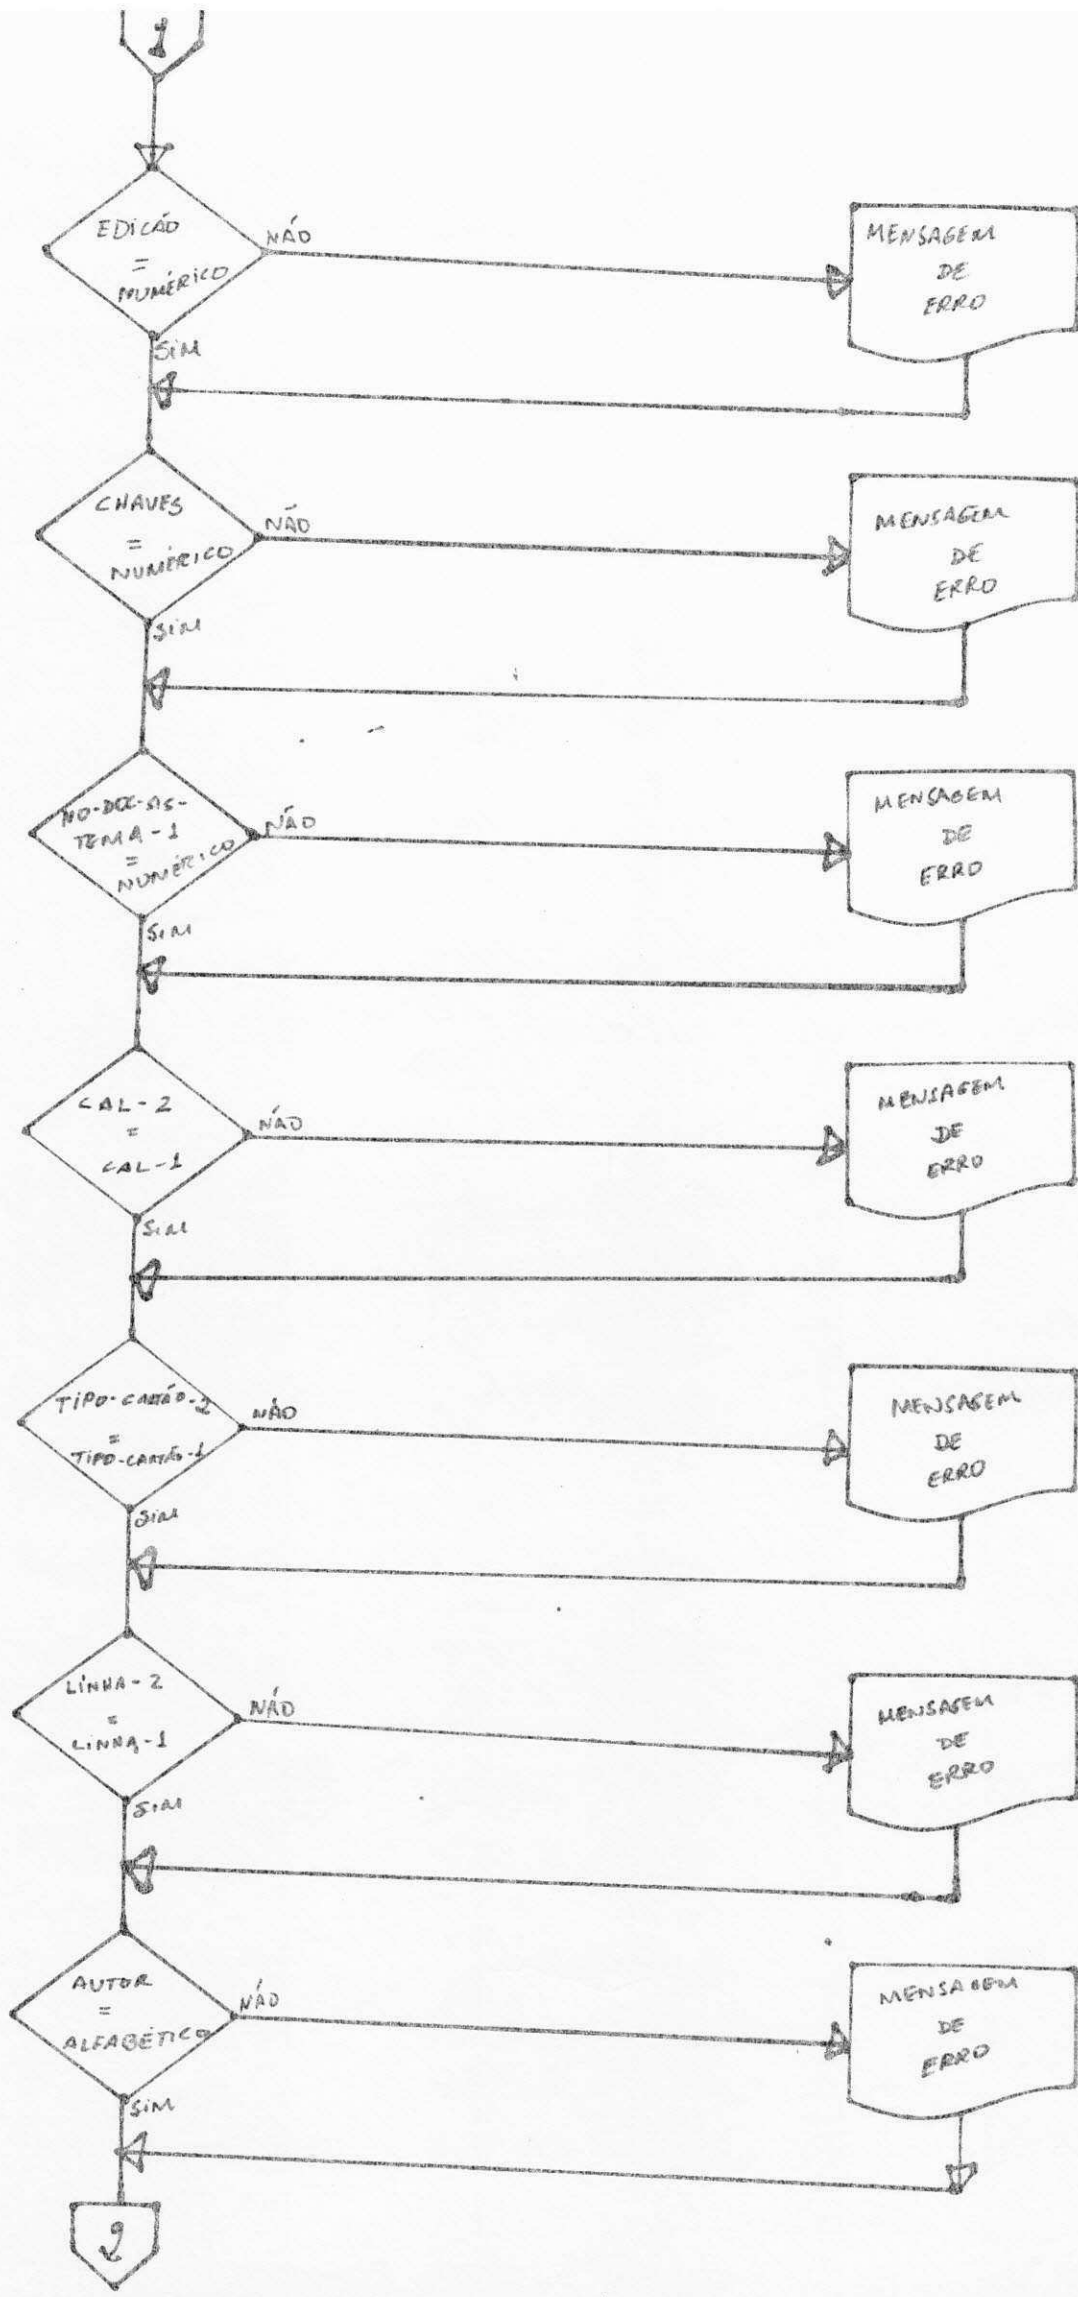 1
EDICÁO
=
NUMÉRICO
NÁO
SIM
MENSAGEM
DE
ERRO
CHAVES
=
NUMÉRICO
NÃO
SIM
MENSAGEM
DE
ERRO
NO-DOC-SIS-
TEMA-1
=
NUMÉRICO
NÃO
SIM
MENSAGEM
DE
ERRO
CAL-2
=
CAL-1
NÃO
SIM
MENSAGEM
DE
ERRO
TIPO-CARTÃO-2
=
TIPO-CARTÃO-1
NÃO
SIM
MENSAGEM
DE
ERRO
LINHA-2
=
LINHA-1
NÃO
SIM
MENSAGEM
DE
ERRO
AUTOR
=
ALFABÉTICO
NÃO
SIM
MENSAGEM
DE
ERRO
2